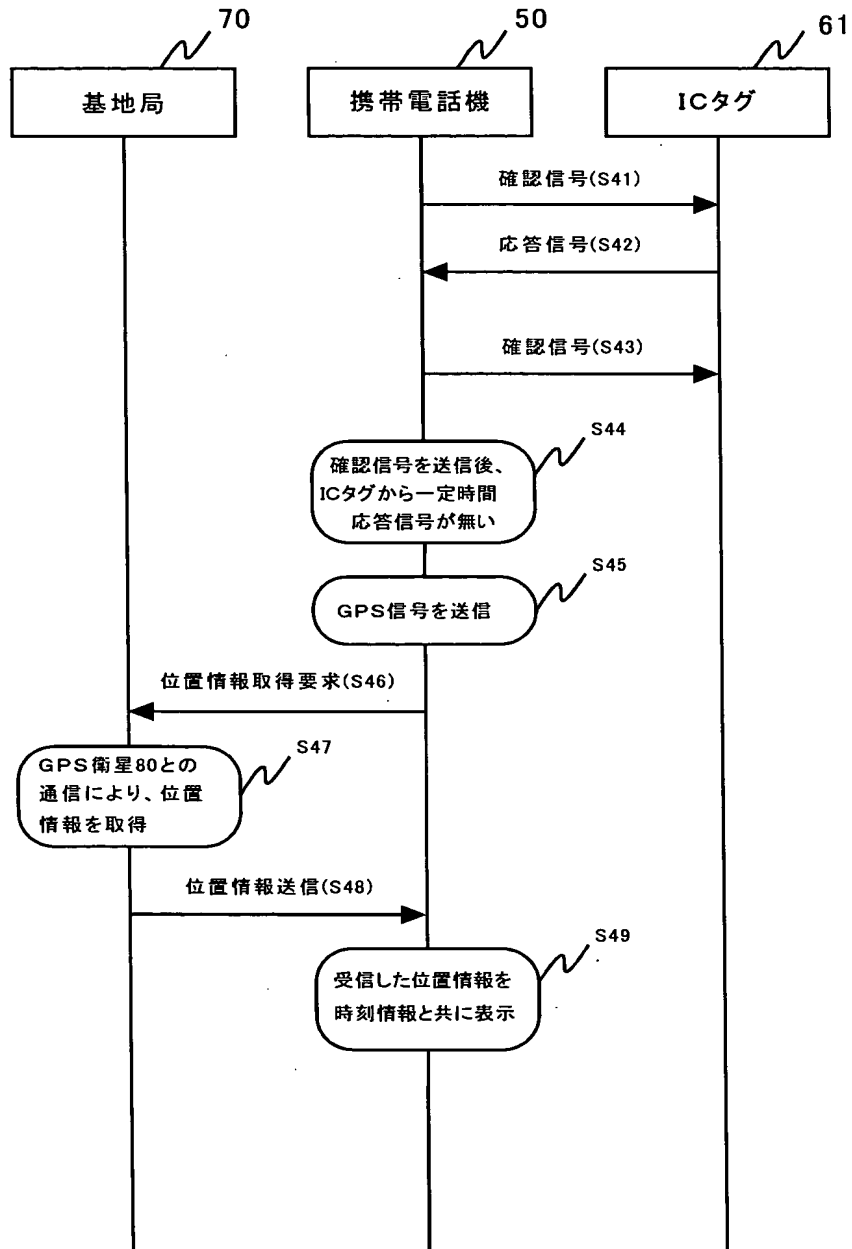 70
50
61
基地局
携帯電話機
ICタグ
確認信号(S41)
応答信号(S42)
確認信号(S43)
S44
確認信号を送信後、
ICタグから一定時間
応答信号が無い
S45
GPS信号を送信
位置情報取得要求(S46)
S47
GPS衛星80との
通信により、位置
情報を取得
位置情報送信(S48)
S49
受信した位置情報を
時刻情報と共に表示